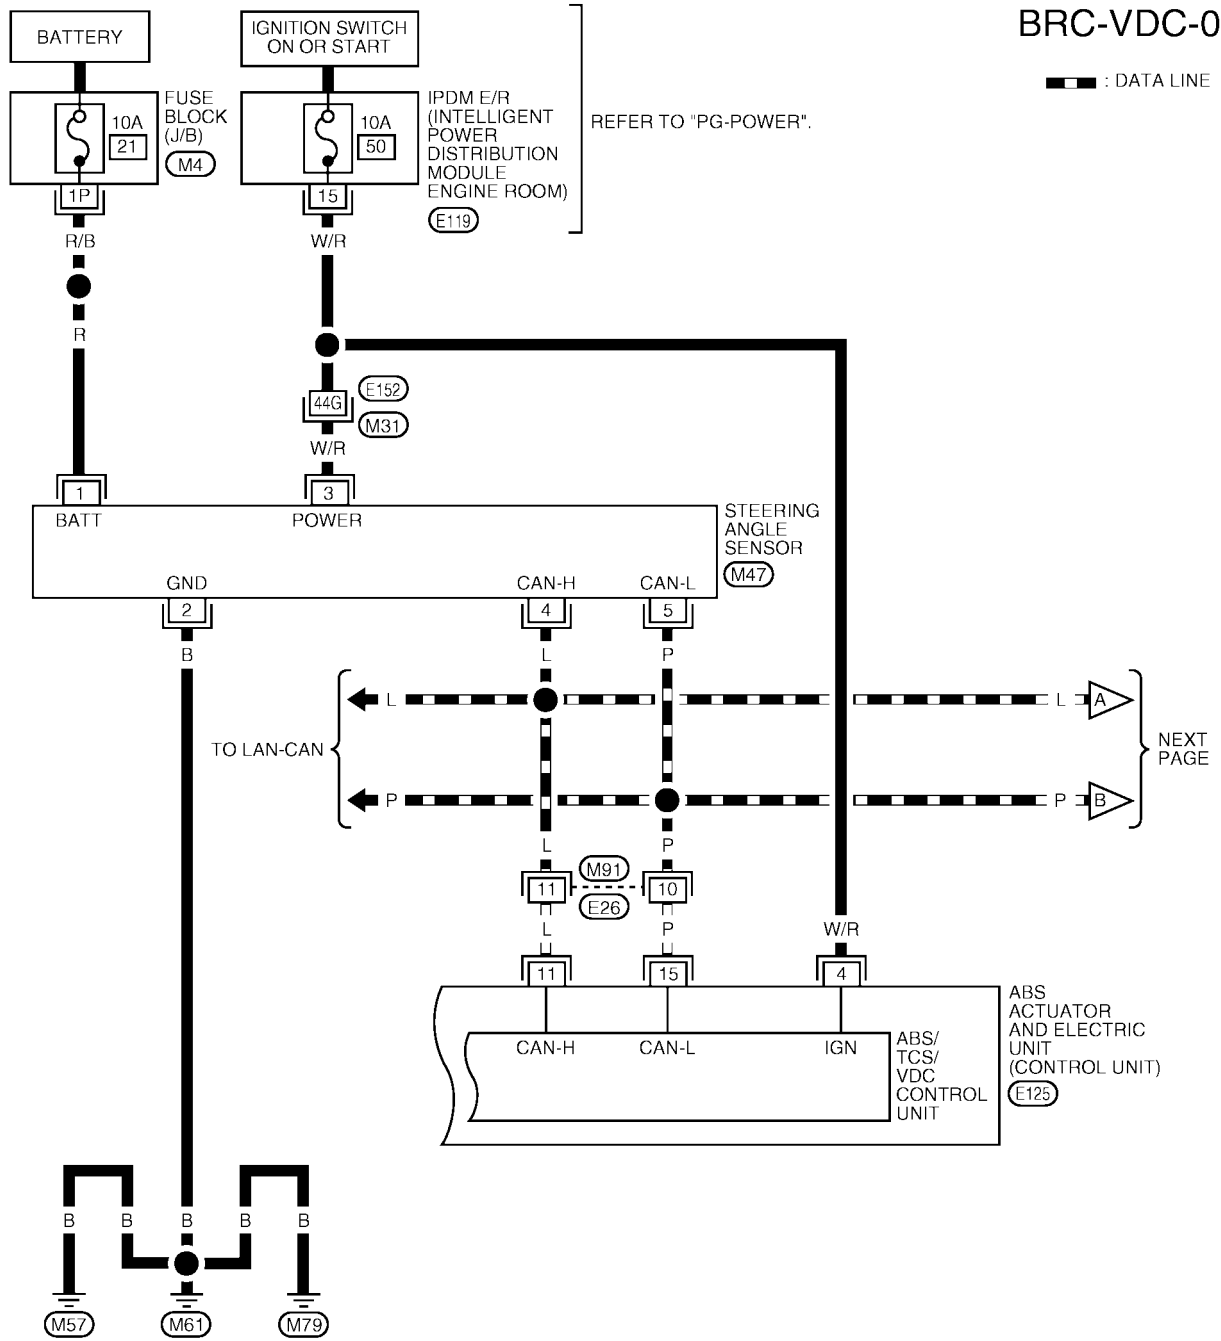 BRC-VDC-0
: DATA LINE
BATTERY
IGNITION SWITCH
ON OR START
FUSE
BLOCK
(J/B)
M4
10A
21
1P
IPDM E/R
(INTELLIGENT
POWER
DISTRIBUTION
MODULE
ENGINE ROOM)
E119
10A
50
15
REFER TO "PG-POWER".
R/B
W/R
R
44G
E152
M31
W/R
1
3
BATT
POWER
STEERING
ANGLE
SENSOR
M47
GND
CAN-H
CAN-L
2
4
5
B
L
P
L
L
A
TO LAN-CAN
NEXT
PAGE
P
P
B
L
P
M91
11
10
E26
L
P
W/R
11
15
4
ABS
ACTUATOR
AND ELECTRIC
UNIT
(CONTROL UNIT)
E125
CAN-H
CAN-L
IGN
ABS/
TCS/
VDC
CONTROL
UNIT
B
B
B
B
B
M57
M61
M79